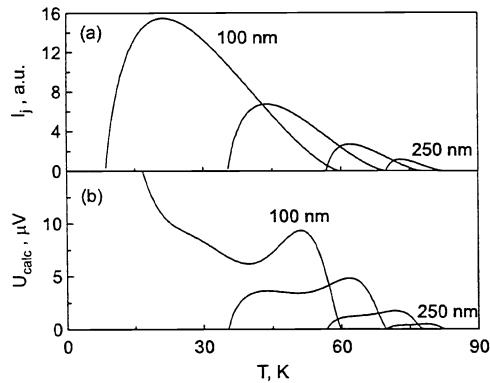 16
12
8
4
0
I_j, a.u.
(a)
100 nm
250 nm
10
5
0
U_calc, μV
(b)
100 nm
250 nm
0
30
60
90
T, K